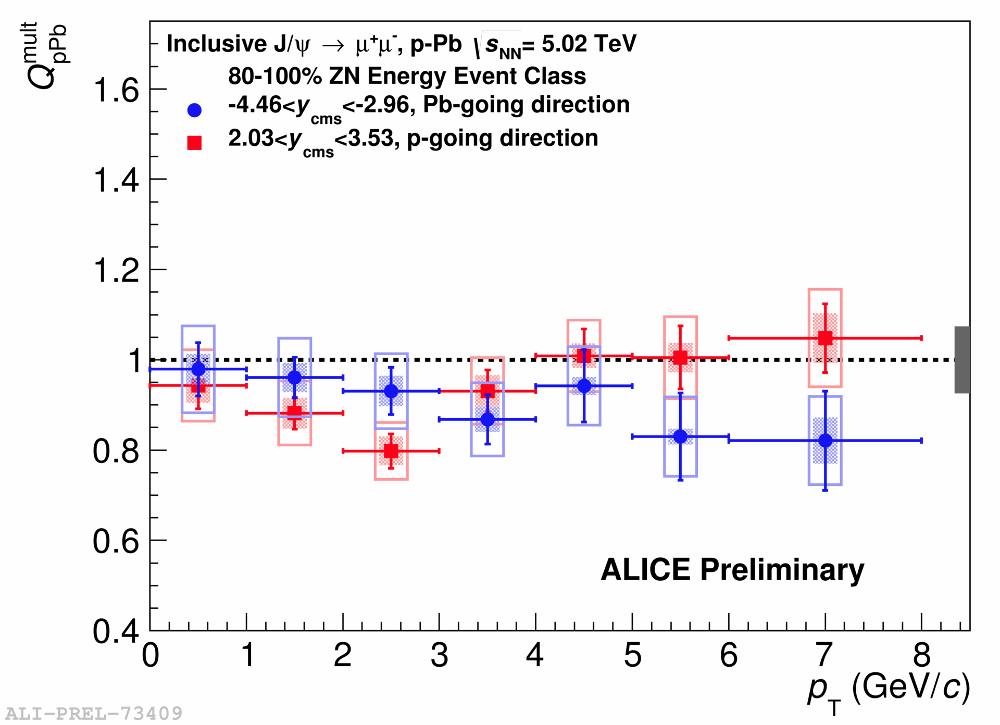 Q^mult_pPb
Inclusive J/ψ → μ⁺μ⁻, p-Pb √s_NN = 5.02 TeV
80-100% ZN Energy Event Class
-4.46<y_cms<-2.96, Pb-going direction
2.03<y_cms<3.53, p-going direction
1.6
1.4
1.2
1
0.8
0.6
0.4
ALICE Preliminary
0 1 2 3 4 5 6 7 8
p_T (GeV/c)
ALI-PREL-73409